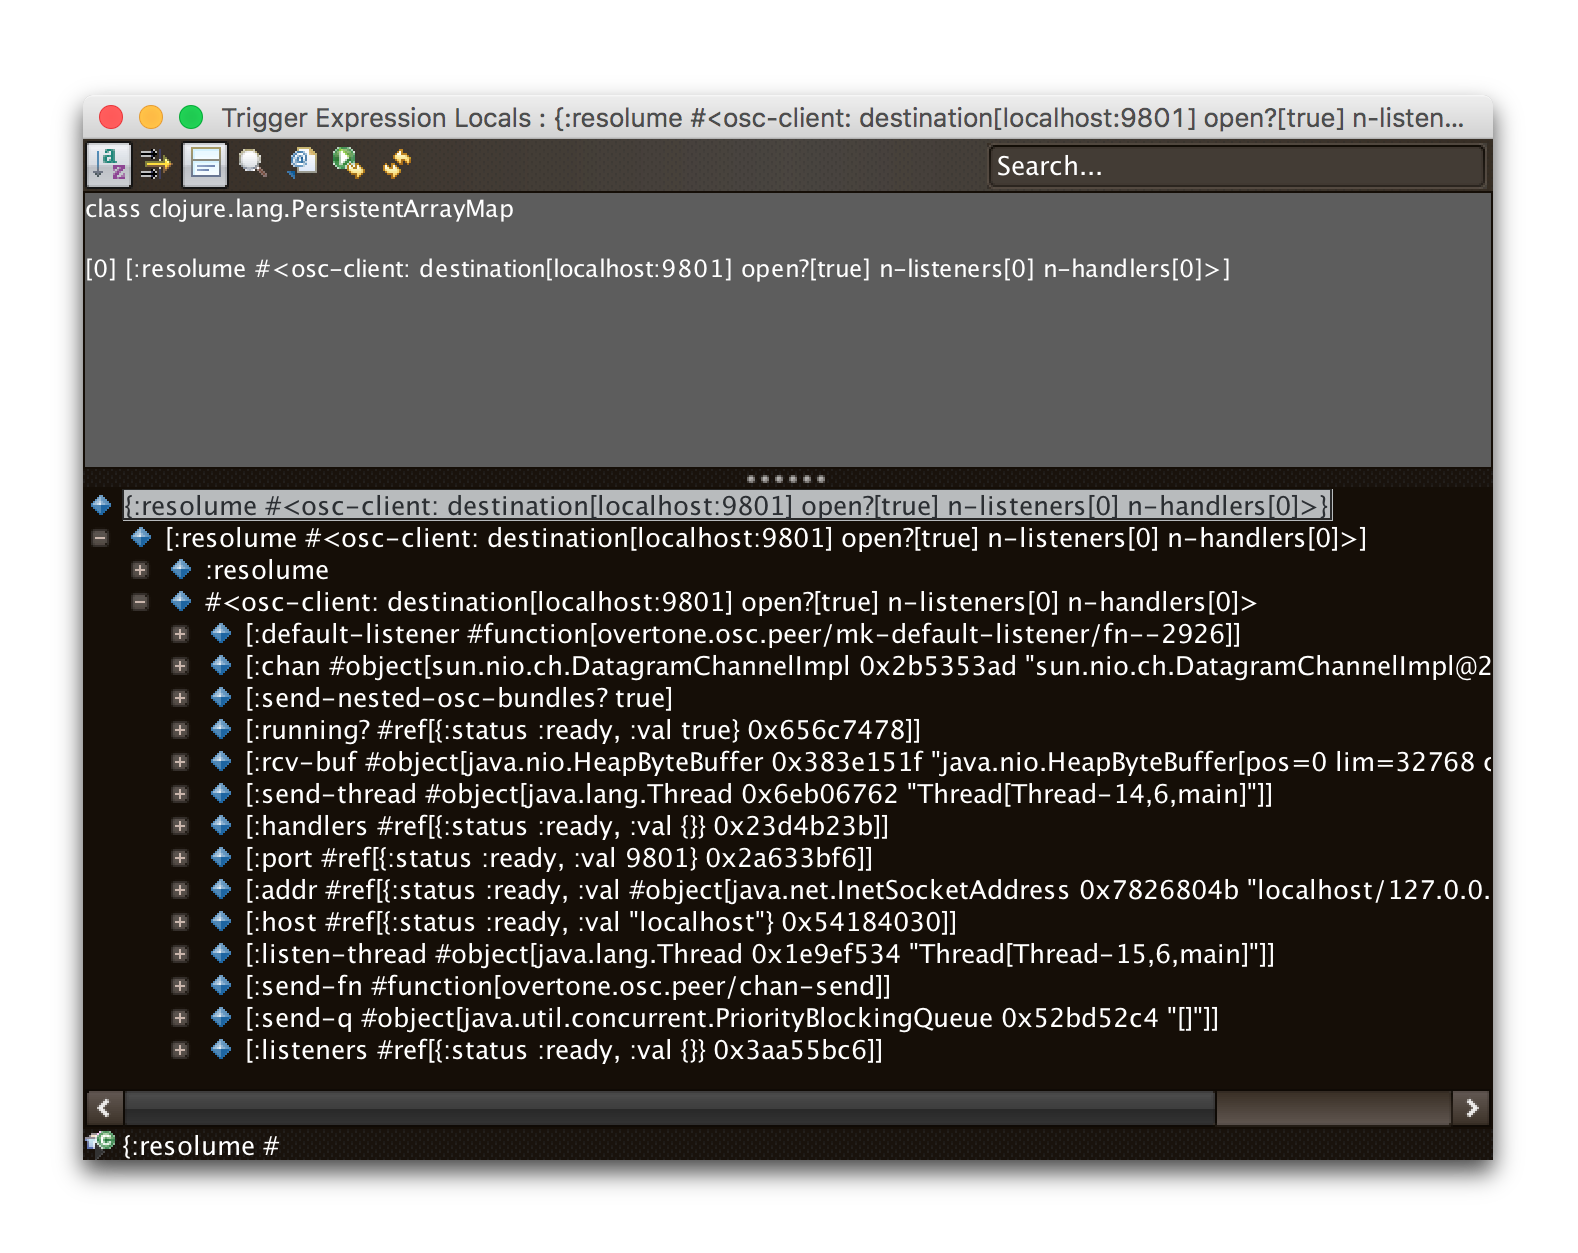 Trigger Expression Locals : {:resolume #<osc-client: destination[localhost:9801] open?[true] n-listen...
Search...
class clojure.lang.PersistentArrayMap
[0] [:resolume #<osc-client: destination[localhost:9801] open?[true] n-listeners[0] n-handlers[0]>]
{:resolume #<osc-client: destination[localhost:9801] open?[true] n-listeners[0] n-handlers[0]>}
[:resolume #<osc-client: destination[localhost:9801] open?[true] n-listeners[0] n-handlers[0]>]
:resolume
#<osc-client: destination[localhost:9801] open?[true] n-listeners[0] n-handlers[0]>
[:default-listener #function[overtone.osc.peer/mk-default-listener/fn--2926]]
[:chan #object[sun.nio.ch.DatagramChannelImpl 0x2b5353ad "sun.nio.ch.DatagramChannelImpl@2
[:send-nested-osc-bundles? true]
[:running? #ref[{:status :ready, :val true} 0x656c7478]]
[:rcv-buf #object[java.nio.HeapByteBuffer 0x383e151f "java.nio.HeapByteBuffer[pos=0 lim=32768 c
[:send-thread #object[java.lang.Thread 0x6eb06762 "Thread[Thread-14,6,main]"]]
[:handlers #ref[{:status :ready, :val {}} 0x23d4b23b]]
[:port #ref[{:status :ready, :val 9801} 0x2a633bf6]]
[:addr #ref[{:status :ready, :val #object[java.net.InetSocketAddress 0x7826804b "localhost/127.0.0.
[:host #ref[{:status :ready, :val "localhost"} 0x54184030]]
[:listen-thread #object[java.lang.Thread 0x1e9ef534 "Thread[Thread-15,6,main]"]]
[:send-fn #function[overtone.osc.peer/chan-send]]
[:send-q #object[java.util.concurrent.PriorityBlockingQueue 0x52bd52c4 "[]"]]
[:listeners #ref[{:status :ready, :val {}} 0x3aa55bc6]]
{:resolume #